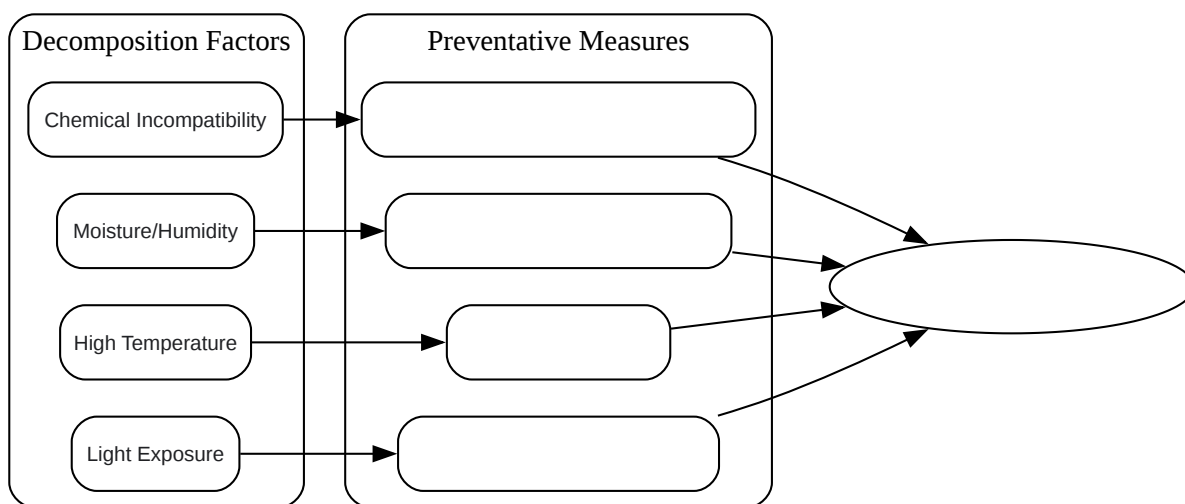 Decomposition Factors
Preventative Measures
Chemical Incompatibility
Moisture/Humidity
High Temperature
Light Exposure